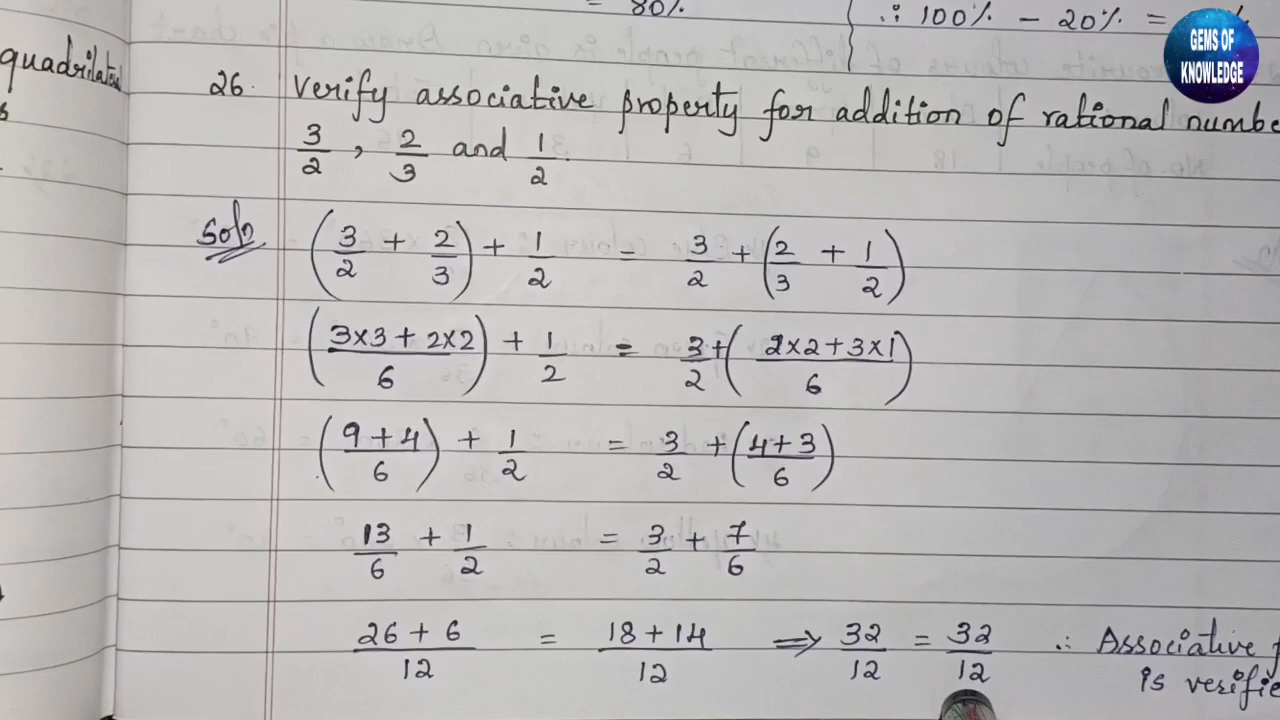 = 80%
∴ 100% - 20% =
GEMS OF
KNOWLEDGE
26. Verify associative property for addition of rational numbe
3/2, 2/3 and 1/2.
Soln (3/2 + 2/3) + 1/2 = 3/2 + (2/3 + 1/2)
((3×3 + 2×2)/6) + 1/2 = 3/2 + ((2×2+3×1)/6)
((9+4)/6) + 1/2 = 3/2 + ((4+3)/6)
13/6 + 1/2 = 3/2 + 7/6
(26+6)/12 = (18+14)/12 ⟹ 32/12 = 32/12 ∴ Associative
is verifie